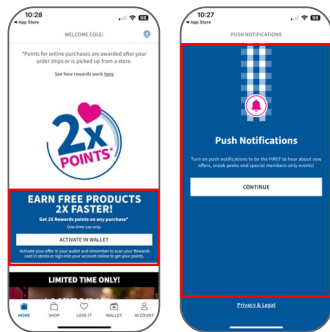 10:28
98
App Store
WELCOME COLE!
*Points for online purchases are awarded after your
order ships or is picked up from a store.
See how rewards work here
2x
POINTS*
EARN FREE PRODUCTS
2X FASTER!
Get 2X Rewards points on any purchase*
One-time use only.
ACTIVATE IN WALLET
Activate your offer in your wallet and remember to scan your Rewards
card in stores or sign into your account online to get your points.
LIMITED TIME ONLY!
HOME
SHOP
LOVE IT
WALLET
ACCOUNT
10:27
98
App Store
PUSH NOTIFICATIONS
Push Notifications
Turn on push notifications to be the FIRST to hear about new
offers, sneak peeks and special members-only events!
CONTINUE
Privacy & Legal